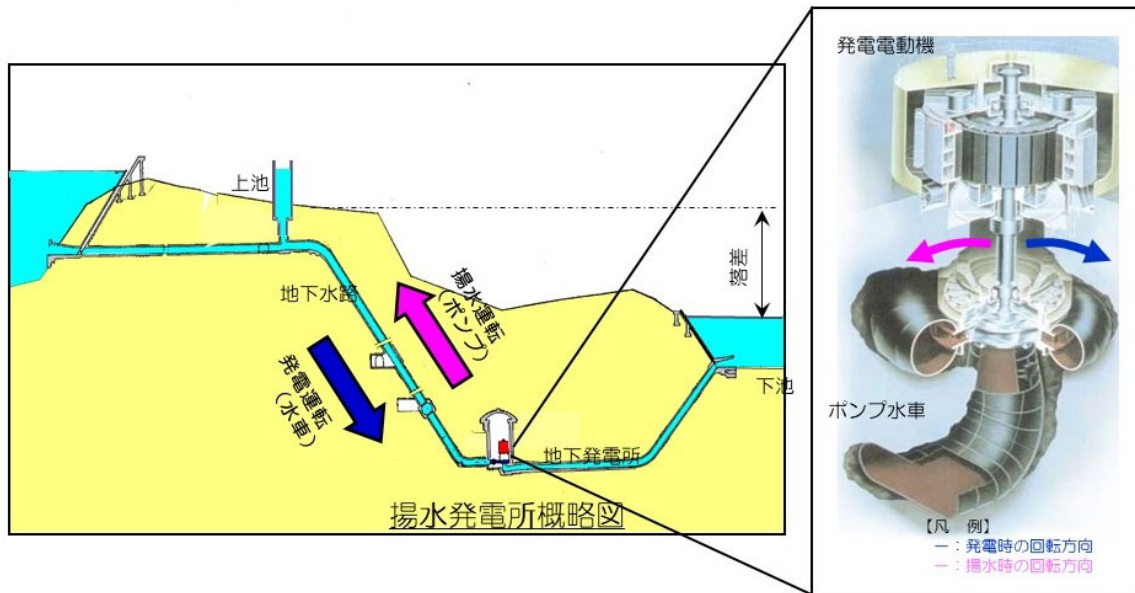 発電電動機
上池
落差
地下水路
揚水運転
(ポンプ)
発電運転
(水車)
下池
地下発電所
揚水発電所概略図
ポンプ水車
【凡　例】
ー：発電時の回転方向
ー：揚水時の回転方向